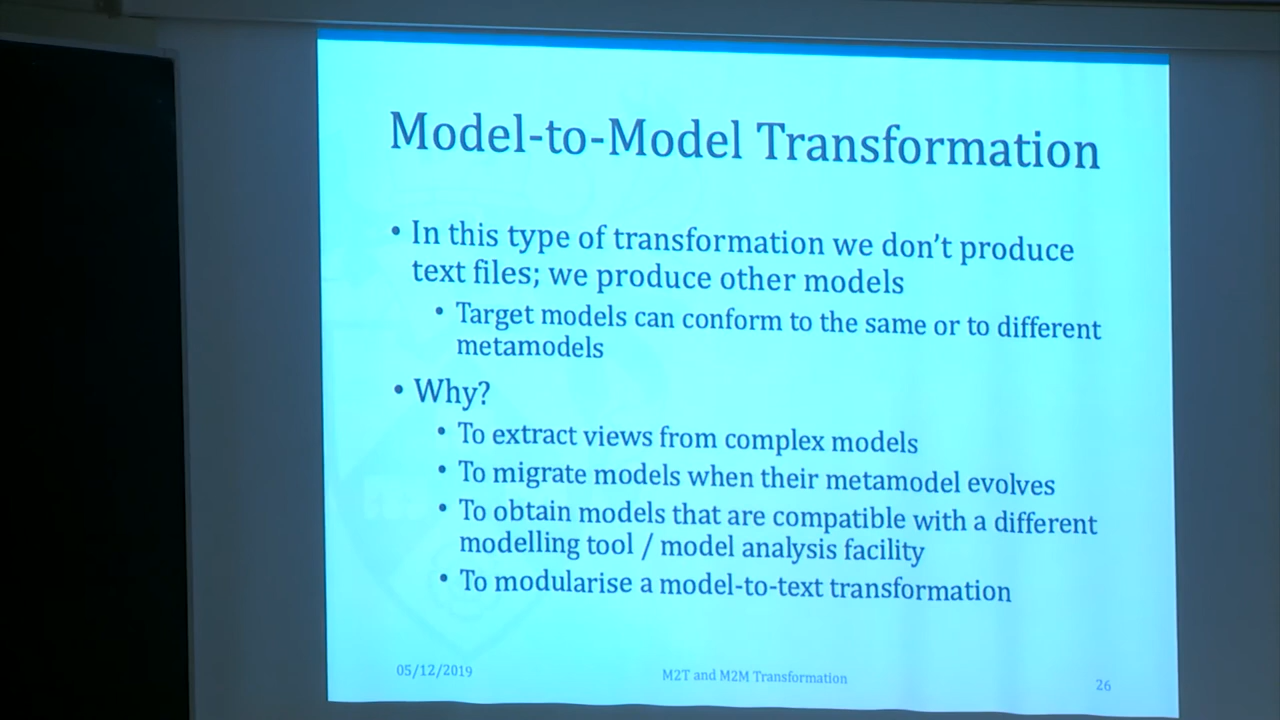 Model-to-Model Transformation
• In this type of transformation we don't produce
text files; we produce other models
• Target models can conform to the same or to different
metamodels
• Why?
• To extract views from complex models
• To migrate models when their metamodel evolves
• To obtain models that are compatible with a different
modelling tool / model analysis facility
• To modularise a model-to-text transformation
05/12/2019
M2T and M2M Transformation
26